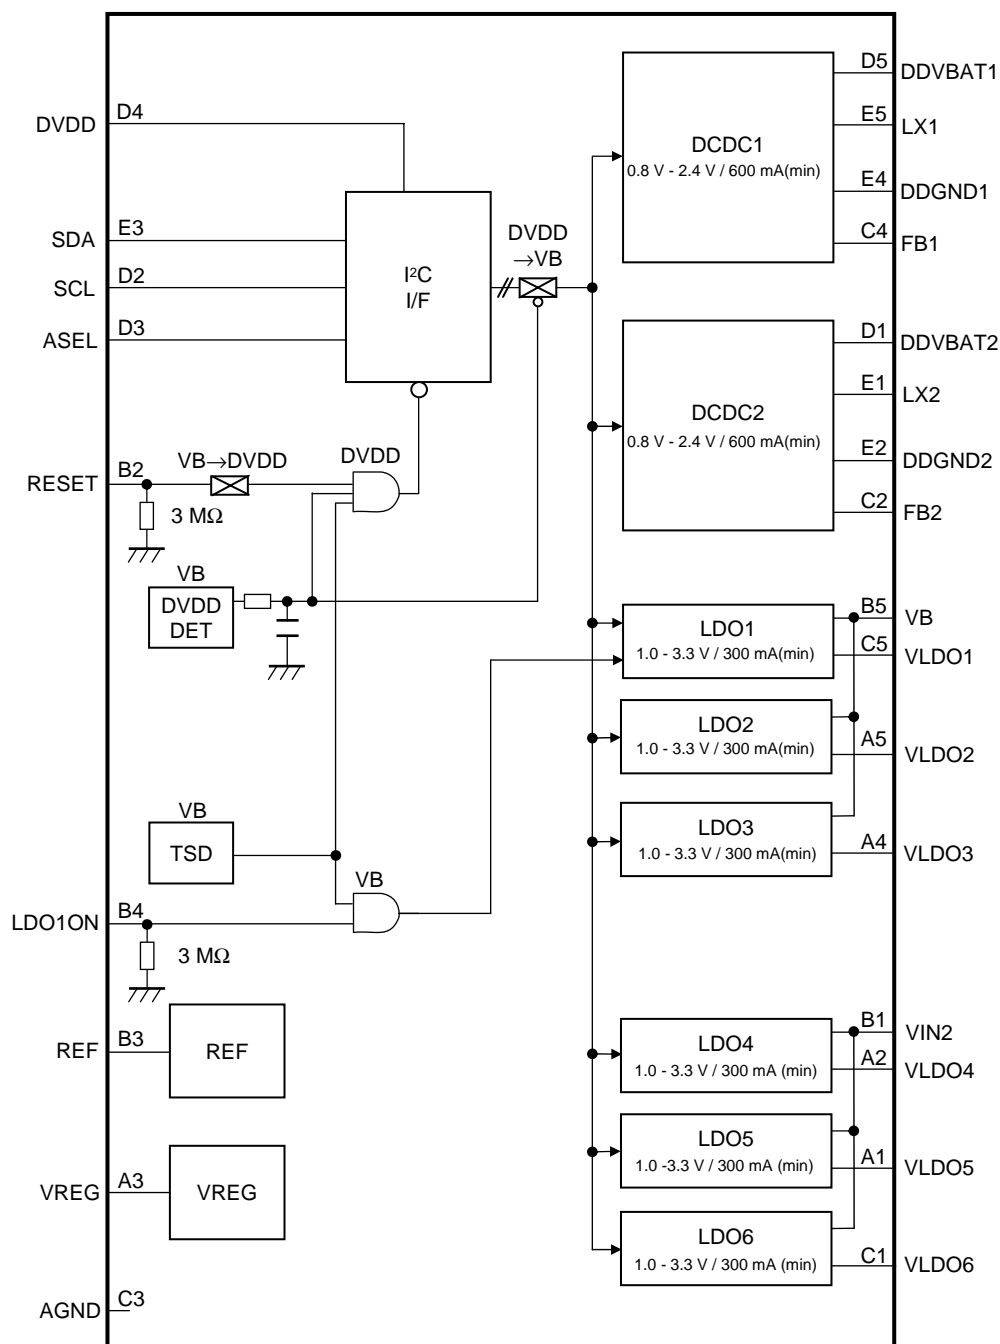 DVDD
D4
SDA
E3
SCL
D2
ASEL
D3
I²C
I/F
DVDD
→VB
RESET
B2
VB→DVDD
DVDD
3 MΩ
VB
DVDD
DET
VB
TSD
LDO1ON
B4
VB
3 MΩ
REF
B3
REF
VREG
A3
VREG
AGND
C3
DCDC1
0.8 V - 2.4 V / 600 mA(min)
D5
DDVBAT1
E5
LX1
E4
DDGND1
C4
FB1
DCDC2
0.8 V - 2.4 V / 600 mA(min)
D1
DDVBAT2
E1
LX2
E2
DDGND2
C2
FB2
LDO1
1.0 - 3.3 V / 300 mA(min)
B5
VB
C5
VLDO1
LDO2
1.0 - 3.3 V / 300 mA(min)
A5
VLDO2
LDO3
1.0 - 3.3 V / 300 mA(min)
A4
VLDO3
LDO4
1.0 - 3.3 V / 300 mA (min)
B1
VIN2
A2
VLDO4
LDO5
1.0 -3.3 V / 300 mA (min)
A1
VLDO5
LDO6
1.0 - 3.3 V / 300 mA (min)
C1
VLDO6